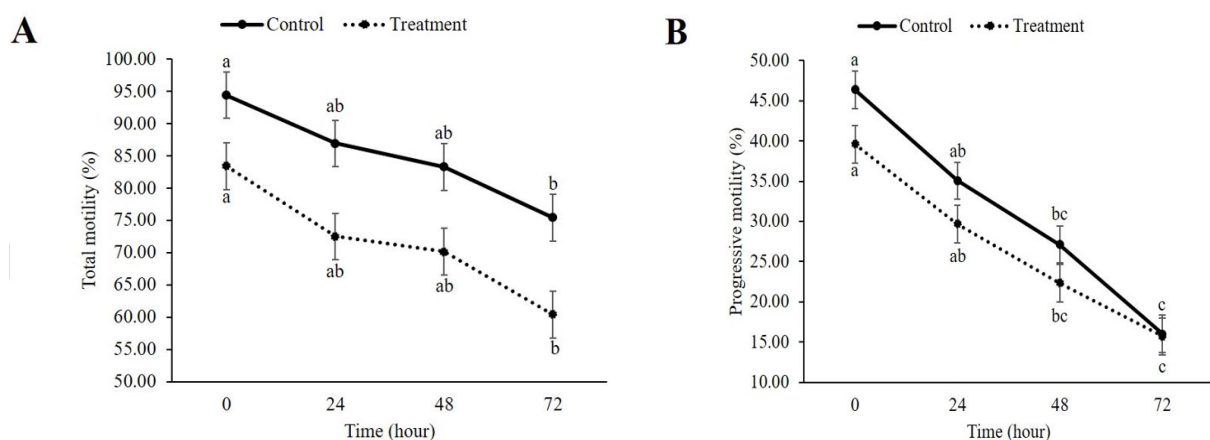 A
Control Treatment
100.00
95.00
90.00
85.00
80.00
75.00
70.00
65.00
60.00
55.00
50.00
Total motility (%)
a
ab
ab
b
a
ab
ab
b
0 24 48 72
Time (hour)
B
Control Treatment
50.00
45.00
40.00
35.00
30.00
25.00
20.00
15.00
10.00
Progressive motility (%)
a
ab
bc
c
a
ab
bc
c
0 24 48 72
Time (hour)